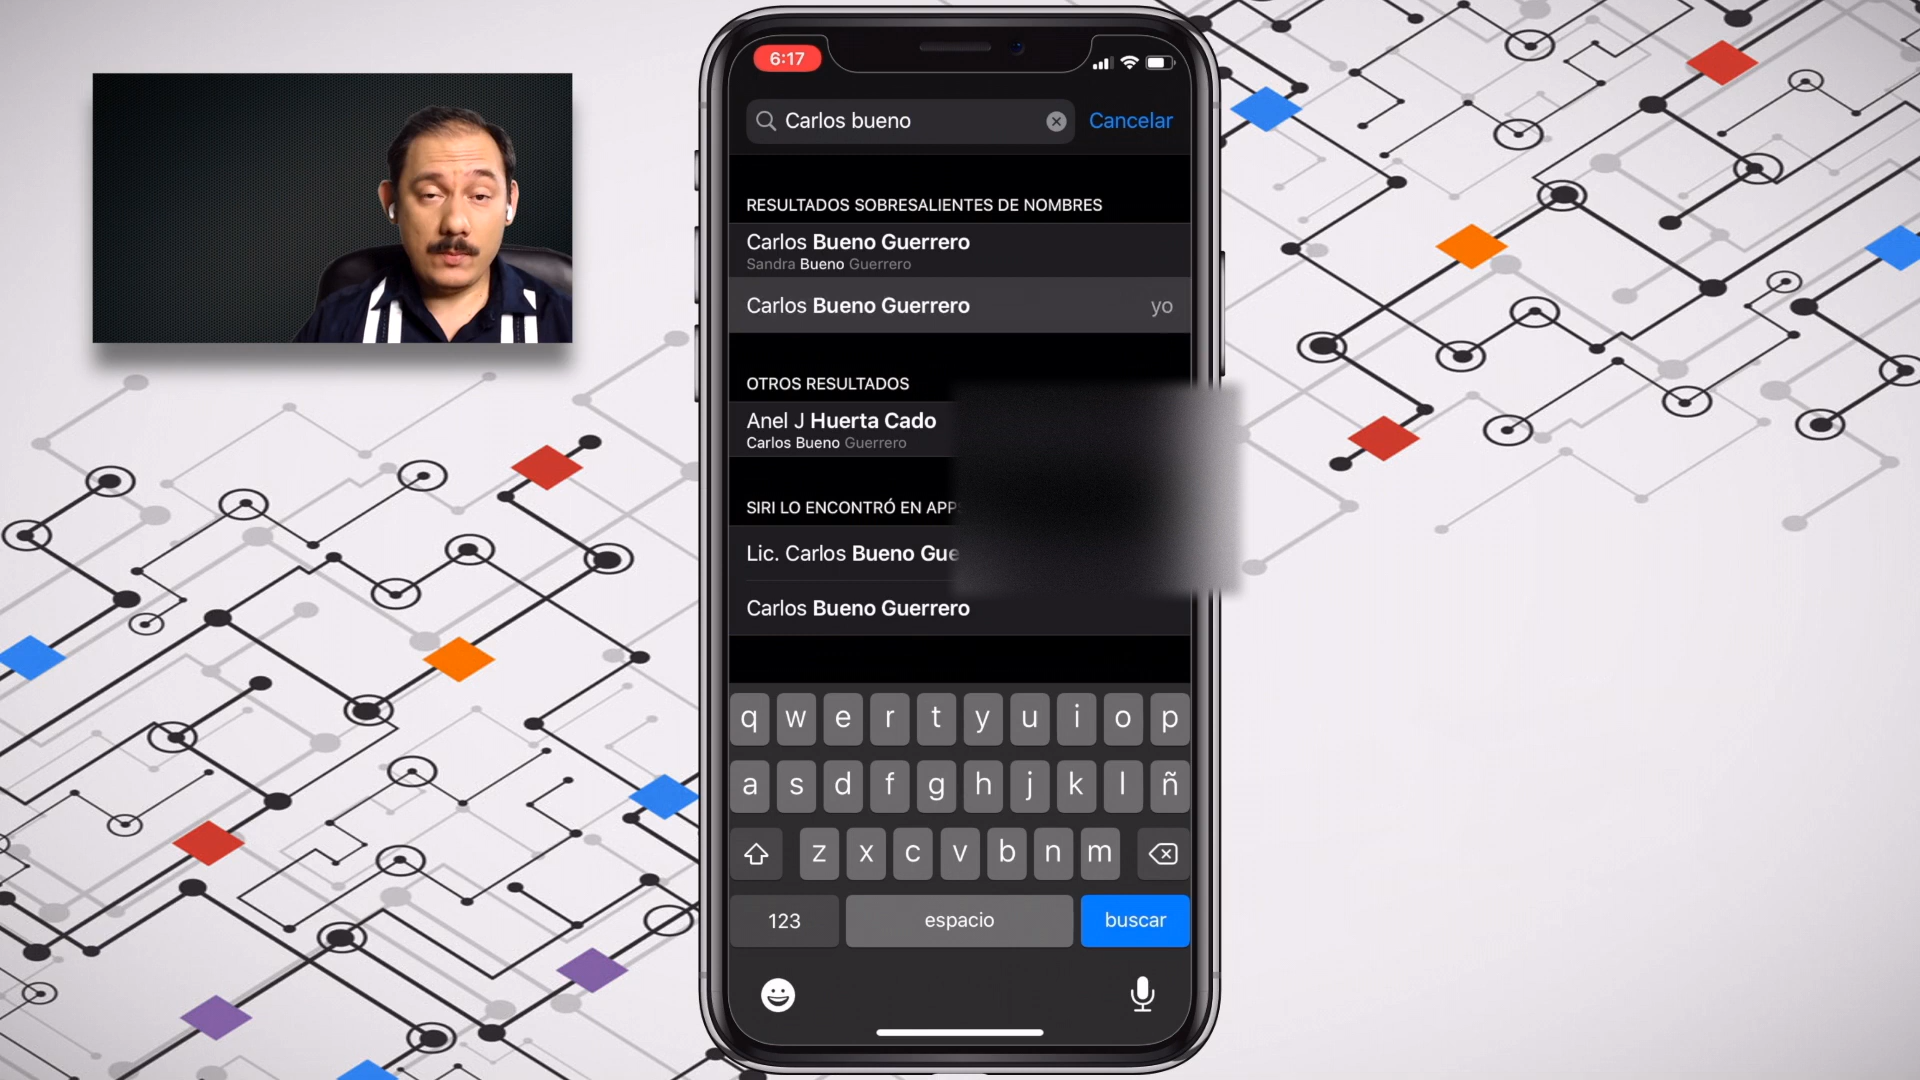 6:17
Carlos bueno
Cancelar
RESULTADOS SOBRESALIENTES DE NOMBRES
Carlos Bueno Guerrero
Sandra Bueno Guerrero
Carlos Bueno Guerrero yo
OTROS RESULTADOS
Anel J Huerta Cado
Carlos Bueno Guerrero
SIRI LO ENCONTRÓ EN APPS
Lic. Carlos Bueno Gue
Carlos Bueno Guerrero
q w e r t y u i o p
a s d f g h j k l ñ
z x c v b n m
123 espacio buscar